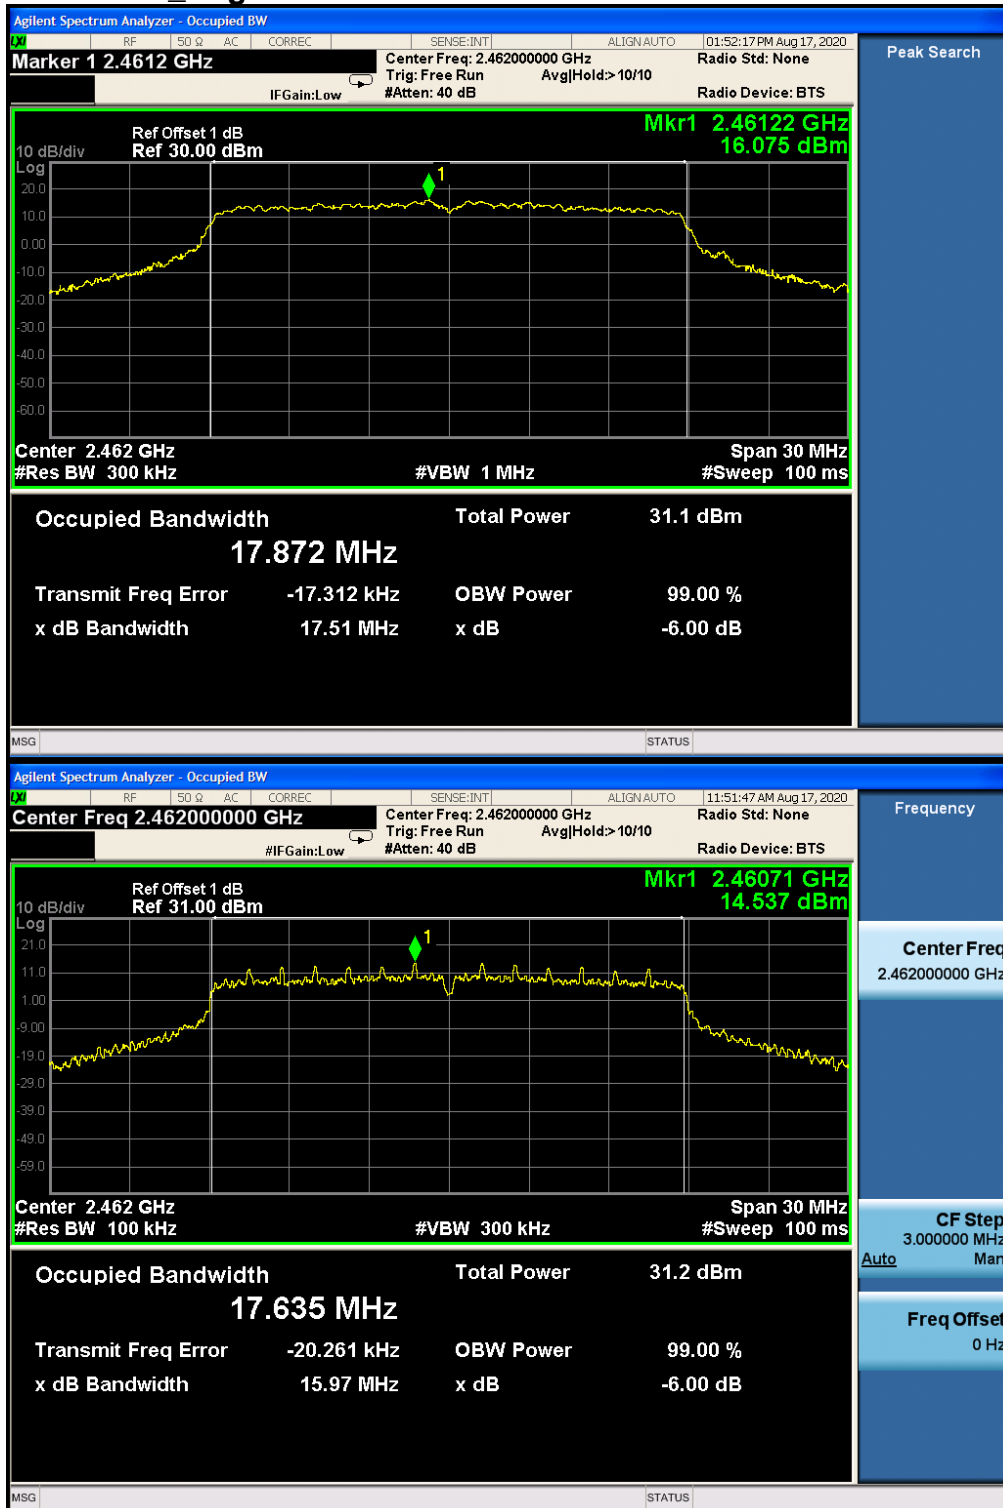 Agilent Spectrum Analyzer - Occupied BW
LXI RF 50 Ω AC CORREC SENSE:INT ALIGN AUTO 01:52:17 PM Aug 17, 2020
Marker 1 2.4612 GHz
Center Freq: 2.462000000 GHz Radio Std: None
Trig: Free Run Avg|Hold:> 10/10
IFGain:Low #Atten: 40 dB Radio Device: BTS
Peak Search
Mkr1 2.46122 GHz
16.075 dBm
Ref Offset 1 dB
10 dB/div Ref 30.00 dBm
Log
1
20.0
10.0
0.00
-10.0
-20.0
-30.0
-40.0
-50.0
-60.0
Center 2.462 GHz Span 30 MHz
#Res BW 300 kHz #VBW 1 MHz #Sweep 100 ms
Occupied Bandwidth Total Power 31.1 dBm
17.872 MHz
Transmit Freq Error -17.312 kHz OBW Power 99.00 %
x dB Bandwidth 17.51 MHz x dB -6.00 dB
MSG STATUS
Agilent Spectrum Analyzer - Occupied BW
LXI RF 50 Ω AC CORREC SENSE:INT ALIGN AUTO 11:51:47 AM Aug 17, 2020
Center Freq 2.462000000 GHz
Center Freq: 2.462000000 GHz Radio Std: None
Trig: Free Run Avg|Hold:> 10/10
#IFGain:Low #Atten: 40 dB Radio Device: BTS
Frequency
Mkr1 2.46071 GHz
14.537 dBm
Ref Offset 1 dB
10 dB/div Ref 31.00 dBm
Log
1
21.0
11.0
1.00
-9.00
-19.0
-29.0
-39.0
-49.0
-59.0
Center Freq
2.462000000 GHz
Center 2.462 GHz Span 30 MHz
#Res BW 100 kHz #VBW 300 kHz #Sweep 100 ms
CF Step
3.000000 MHz
Auto Man
Occupied Bandwidth Total Power 31.2 dBm
17.635 MHz
Freq Offset
0 Hz
Transmit Freq Error -20.261 kHz OBW Power 99.00 %
x dB Bandwidth 15.97 MHz x dB -6.00 dB
MSG STATUS